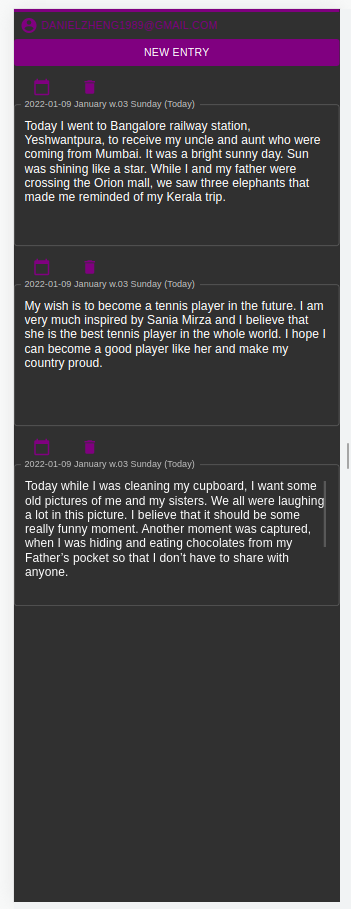 NEW ENTRY
2022-01-09 January w.03 Sunday (Today)
Today I went to Bangalore railway station,
Yeshwantpura, to receive my uncle and aunt who were
coming from Mumbai. It was a bright sunny day. Sun
was shining like a star. While I and my father were
crossing the Orion mall, we saw three elephants that
made me reminded of my Kerala trip.
2022-01-09 January w.03 Sunday (Today)
My wish is to become a tennis player in the future. I am
very much inspired by Sania Mirza and I believe that
she is the best tennis player in the whole world. I hope I
can become a good player like her and make my
country proud.
2022-01-09 January w.03 Sunday (Today)
Today while I was cleaning my cupboard, I want some
old pictures of me and my sisters. We all were laughing
a lot in this picture. I believe that it should be some
really funny moment. Another moment was captured,
when I was hiding and eating chocolates from my
Father’s pocket so that I don’t have to share with
anyone.